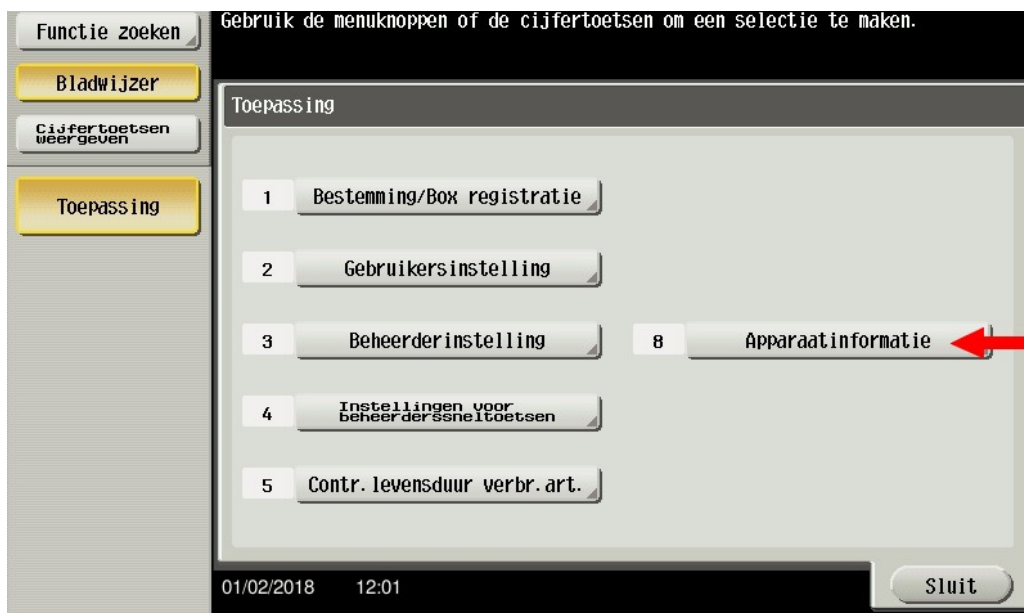 Functie zoeken
Gebruik de menuknoppen of de cijfertoetsen om een selectie te maken.
Bladwijzer
Cijfertoetsen
weergeven
Toepassing
Toepassing
1 Bestemming/Box registratie
2 Gebruikersinstelling
3 Beheerderinstelling
8 Apparaatinformatie
4 Instellingen voor
beheerderssneltoetsen
5 Contr.levensduur verbr.art.
01/02/2018 12:01
Sluit